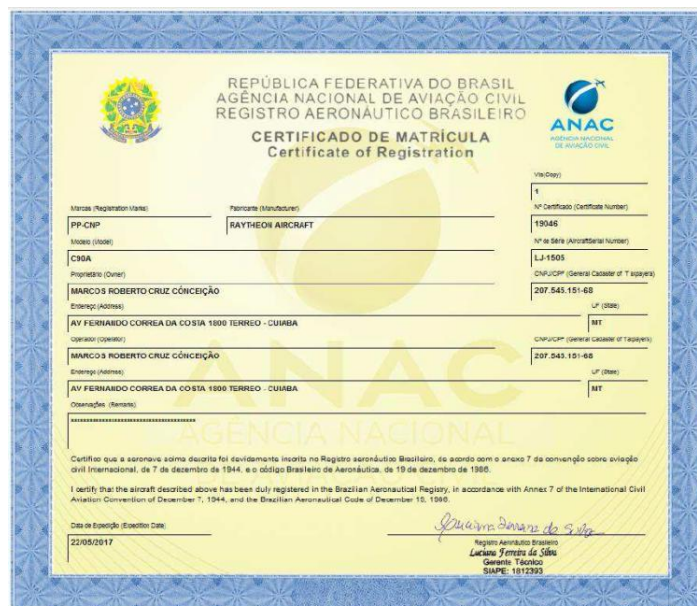 REPÚBLICA FEDERATIVA DO BRASIL
AGÊNCIA NACIONAL DE AVIAÇÃO CIVIL
REGISTRO AERONÁUTICO BRASILEIRO
CERTIFICADO DE MATRÍCULA
Certificate of Registration
ANAC
AGÊNCIA NACIONAL
DE AVIAÇÃO CIVIL
Via(Copy)
1
Marcas (Registration Marks) Fabricante (Manufacturer) Nº Certificado (Certificate Number)
PP-CNP RAYTHEON AIRCRAFT 19046
Modelo (Model) Nº de Série (AircraftSerial Number)
C90A LJ-1505
Proprietário (Owner) CNPJ/CPF (General Cadaster of Taxpayers)
MARCOS ROBERTO CRUZ CÓNCEIÇÃO 207.543.151-68
Endereço (Address) UF (State)
AV FERNANDO CORREA DA COSTA 1800 TERREO - CUIABA MT
Operador (Operator) CNPJ/CPF (General Cadaster of Taxpayers)
MARCOS ROBERTO CRUZ CÓNCEIÇÃO 207.543.151-68
Endereço (Address) UF (State)
AV FERNANDO CORREA DA COSTA 1800 TERREO - CUIABA MT
Observações (Remarks)
ANAC
AGÊNCIA NACIONAL
Certifico que a aeronave acima descrita foi devidamente inscrita no Registro aeronáutico Brasileiro, de acordo com o anexo 7 da convenção sobre aviação
civil Internacional, de 7 de dezembro de 1944, e o código Brasileiro de Aeronáutica, de 19 de dezembro de 1986.
I certify that the aircraft described above has been duly registered in the Brazilian Aeronautical Registry, in accordance with Annex 7 of the International Civil
Aviation Convention of December 7, 1944, and the Brazilian Aeronautical Code of December 19, 1986.
Data de Expedição (Expedition Date)
22/05/2017
Registro Aeronáutico Brasileiro
Luciana Ferreira da Silva
Gerente Técnico
SIAPE: 1812393